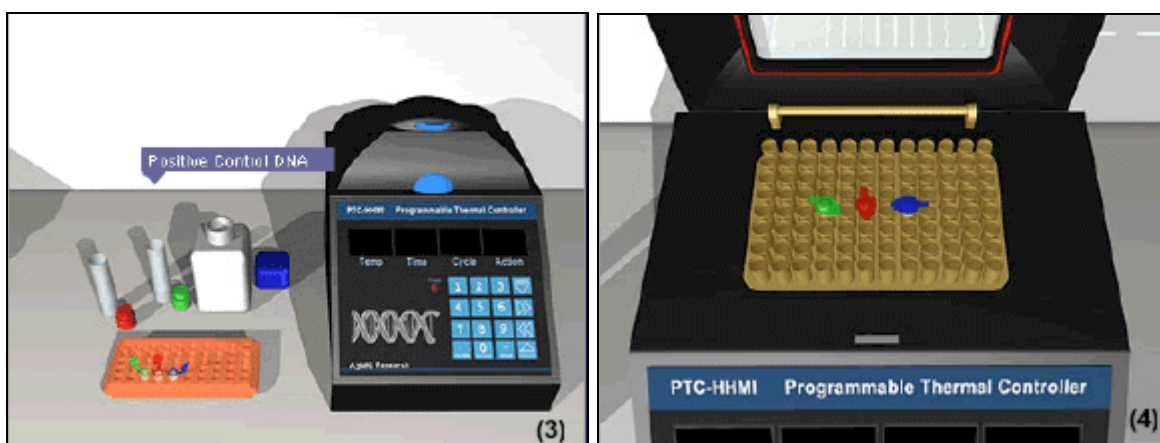 Positive Control DNA
PTC-HHMI Programmable Thermal Controller
Temp Time Cycle Action
1 2 3
4 5 6
7 8 9
0
Research
(3)
PTC-HHMI Programmable Thermal Controller
(4)